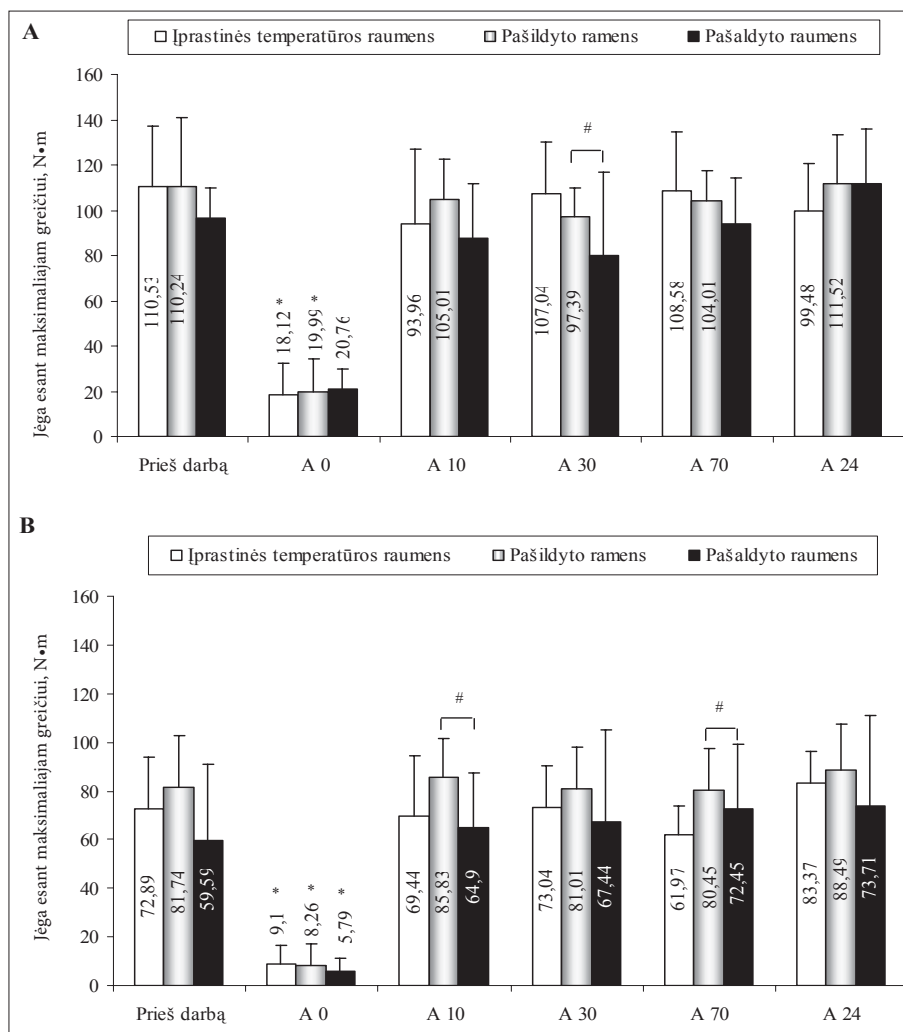 A
Įprastinės temperatūros raumens Pašildyto ramens Pašaldyto raumens
Jėga esant maksimaliajam greičiui, N•m
160
140
120
100
80
60
40
20
0
110,53 110,24
18,12 * 19,99 * 20,76
93,96 105,01
#
107,04 97,39
108,58 104,01
99,48 111,52
Prieš darbą A 0 A 10 A 30 A 70 A 24
B
Įprastinės temperatūros raumens Pašildyto ramens Pašaldyto raumens
Jėga esant maksimaliajam greičiui, N•m
160
140
120
100
80
60
40
20
0
72,89 81,74 59,59
9,1 * 8,26 * 5,79 *
#
69,44 85,83 64,9
73,04 81,01 67,44
#
61,97 80,45 72,45
83,37 88,49 73,71
Prieš darbą A 0 A 10 A 30 A 70 A 24